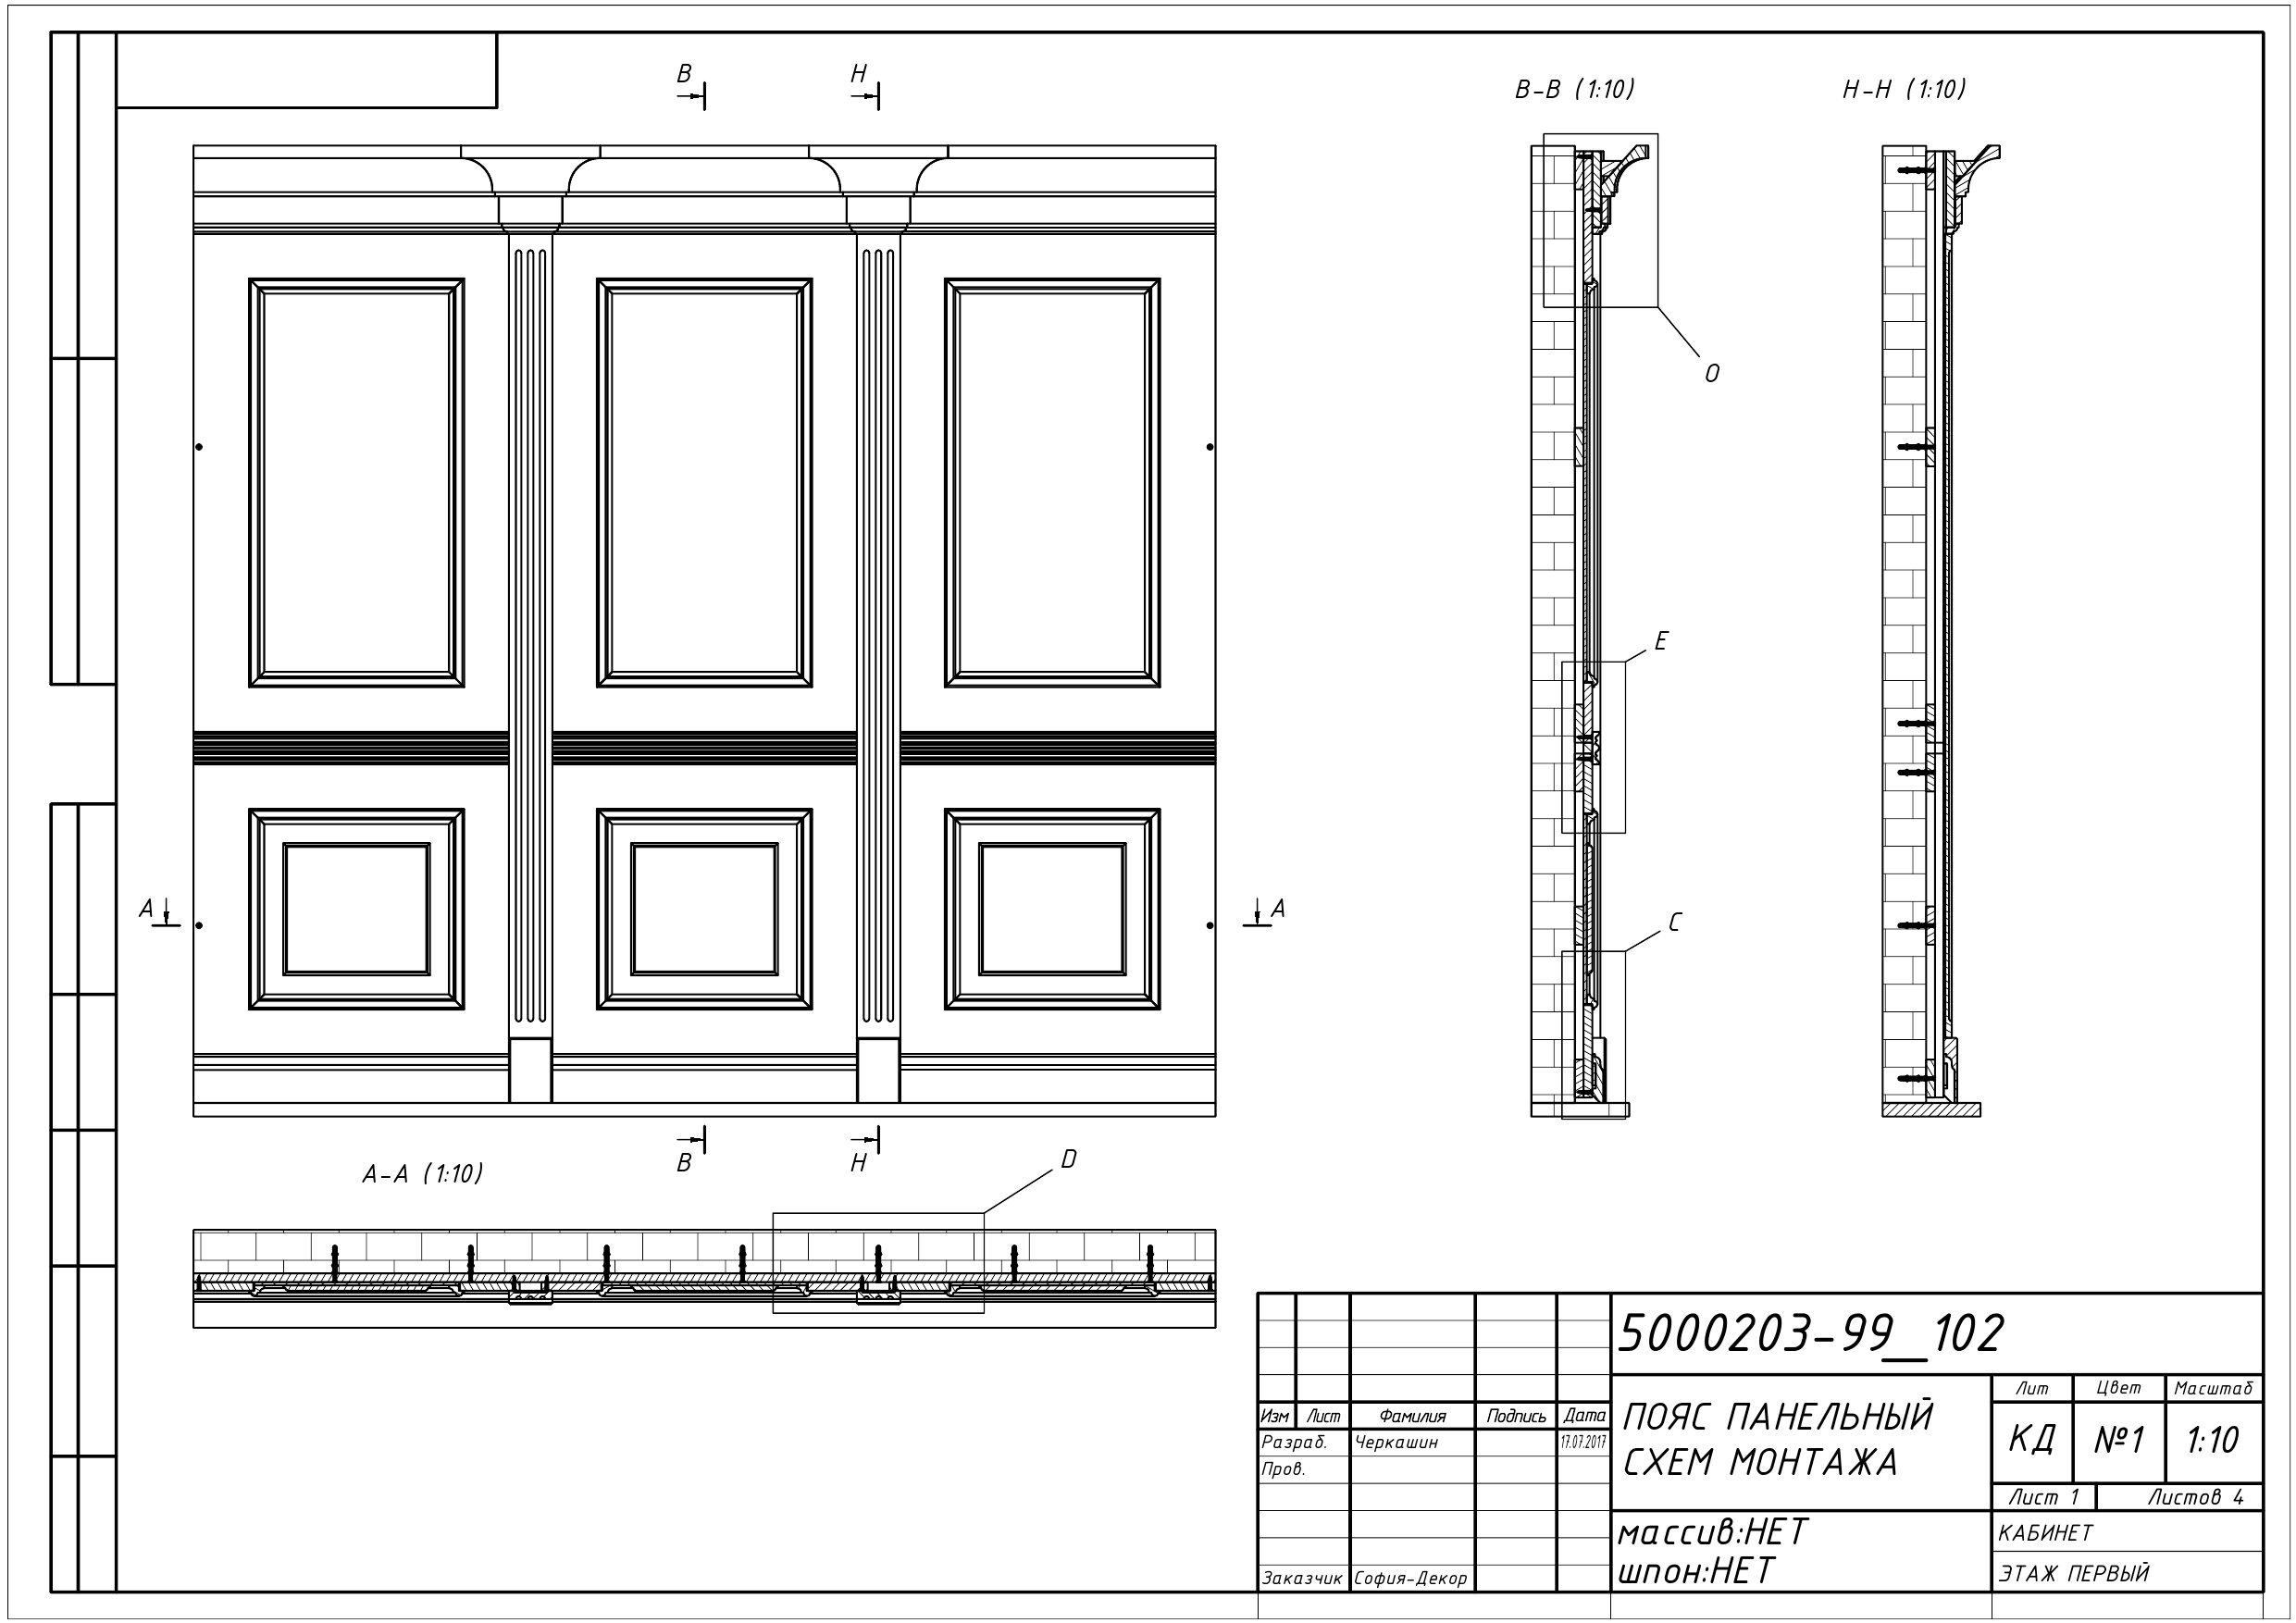 B H
B-B (1:10) H-H (1:10)
O
E
C
A A
B H
D
A-A (1:10)
5000203-99_102
ПОЯС ПАНЕЛЬНЫЙ
СХЕМ МОНТАЖА
Лит Цвет Масштаб
КД №1 1:10
Лист 1 Листов 4
Изм Лист Фамилия Подпись Дата
Разраб. Черкашин 17.07.2017
Пров.
Заказчик София-Декор
массив:НЕТ
шпон:НЕТ
КАБИНЕТ
ЭТАЖ ПЕРВЫЙ